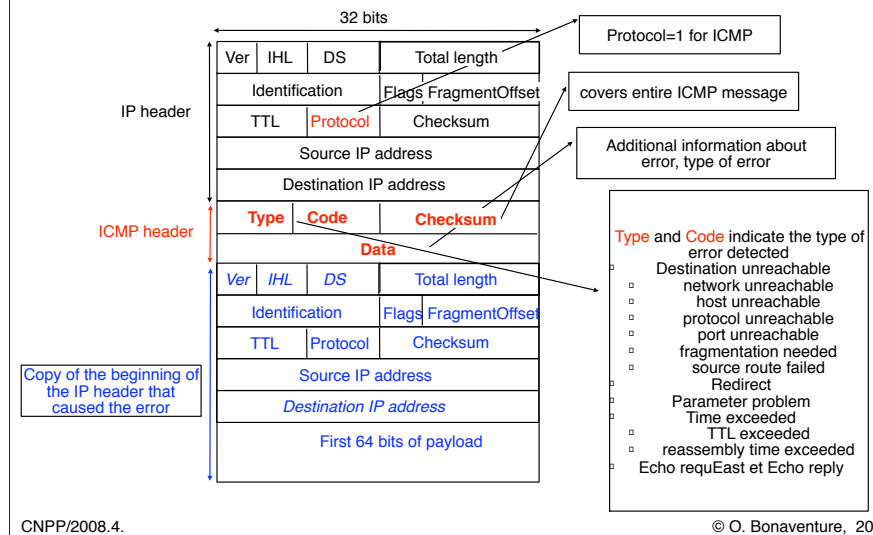 32 bits
Ver IHL DS Total length
Identification Flags FragmentOffset
TTL Protocol Checksum
Source IP address
Destination IP address
IP header
Type Code Checksum
Data
ICMP header
Ver IHL DS Total length
Identification Flags FragmentOffset
TTL Protocol Checksum
Source IP address
Destination IP address
First 64 bits of payload
Copy of the beginning of
the IP header that
caused the error
Protocol=1 for ICMP
covers entire ICMP message
Additional information about
error, type of error
Type and Code indicate the type of
error detected
Destination unreachable
network unreachable
host unreachable
protocol unreachable
port unreachable
fragmentation needed
source route failed
Redirect
Parameter problem
Time exceeded
TTL exceeded
reassembly time exceeded
Echo requEast et Echo reply
CNPP/2008.4.
© O. Bonaventure, 20